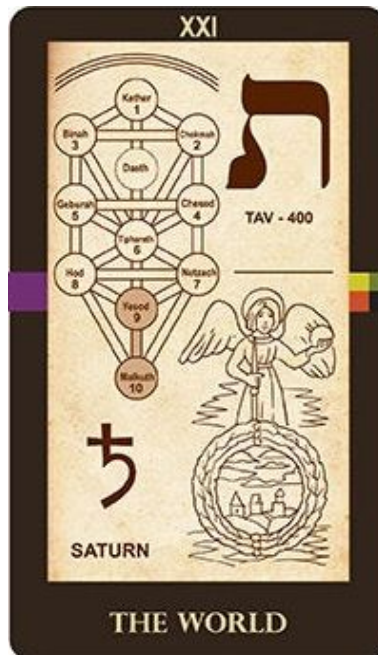 XXI
Kether
1
Binah
3
Chokmah
2
Daath
Geburah
5
Chesed
4
Tiphareth
6
Hod
8
Netzach
7
Yesod
9
Malkuth
10
ת
TAV - 400
♄
SATURN
THE WORLD